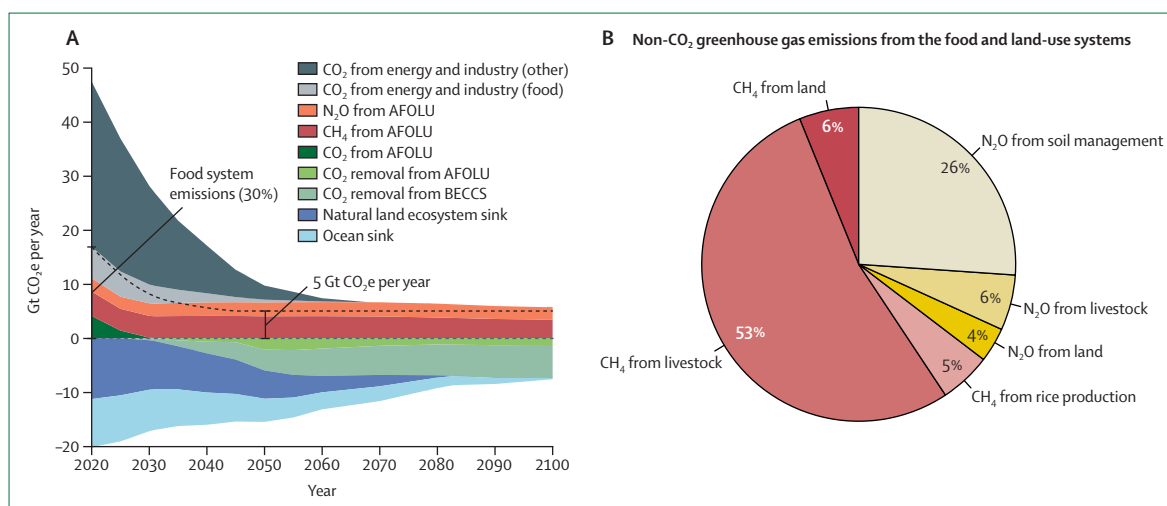 A
50
40
30
20
10
0
–10
–20
Gt CO₂e per year
2020 2030 2040 2050 2060 2070 2080 2090 2100
Year
Food system
emissions (30%)
5 Gt CO₂e per year
CO₂ from energy and industry (other)
CO₂ from energy and industry (food)
N₂O from AFOLU
CH₄ from AFOLU
CO₂ from AFOLU
CO₂ removal from AFOLU
CO₂ removal from BECCS
Natural land ecosystem sink
Ocean sink
B Non-CO₂ greenhouse gas emissions from the food and land-use systems
CH₄ from land
6%
N₂O from soil management
26%
6%
N₂O from livestock
4%
N₂O from land
5%
CH₄ from rice production
53%
CH₄ from livestock